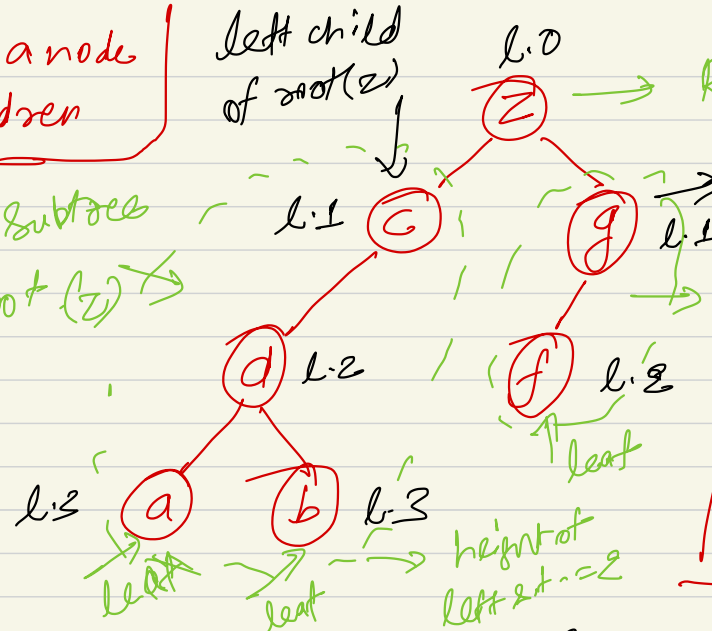 a node
dren
left child
of root(z)
l:0
z
subtree
ot (z)
l:1
c
g
l:1
d
l:2
f
l:2
leaf
l:3
a
b
l:3
leaf
leaf
height of
left s.t. = 2